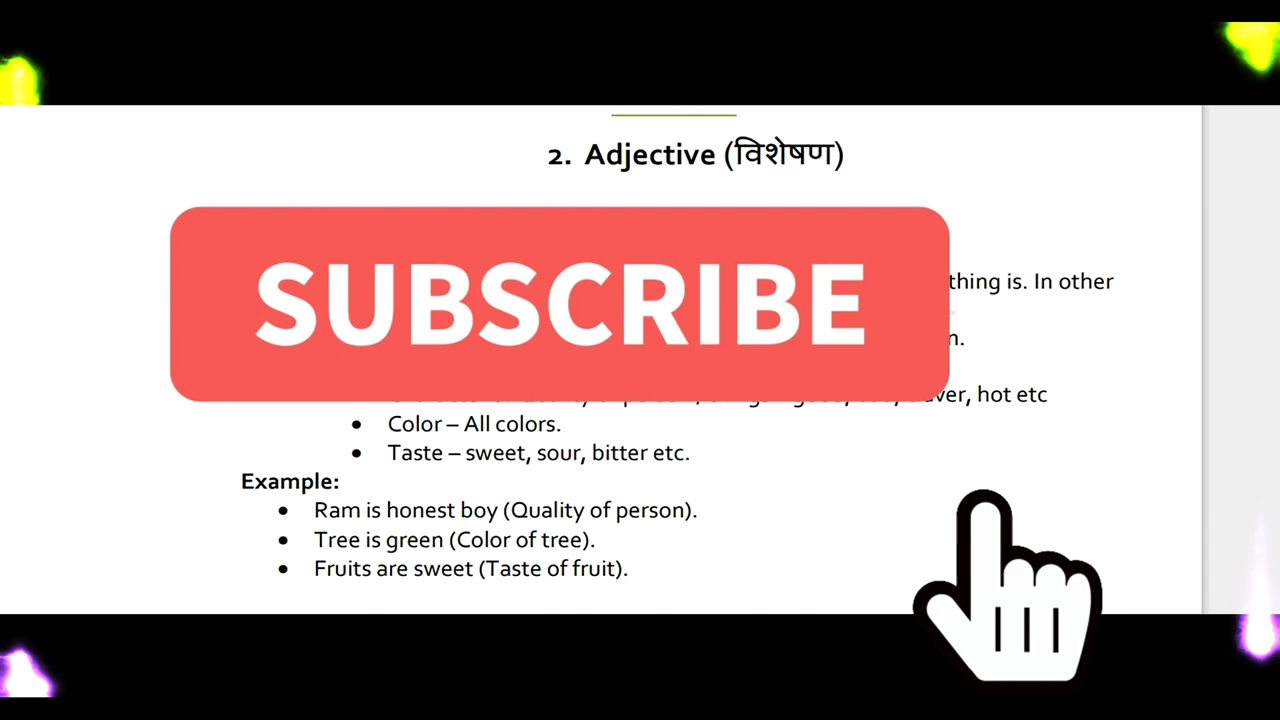 2. Adjective (विशेषण)
SUBSCRIBE
thing is. In other
hot etc
Color – All colors.
Taste – sweet, sour, bitter etc.
Example:
Ram is honest boy (Quality of person).
Tree is green (Color of tree).
Fruits are sweet (Taste of fruit).